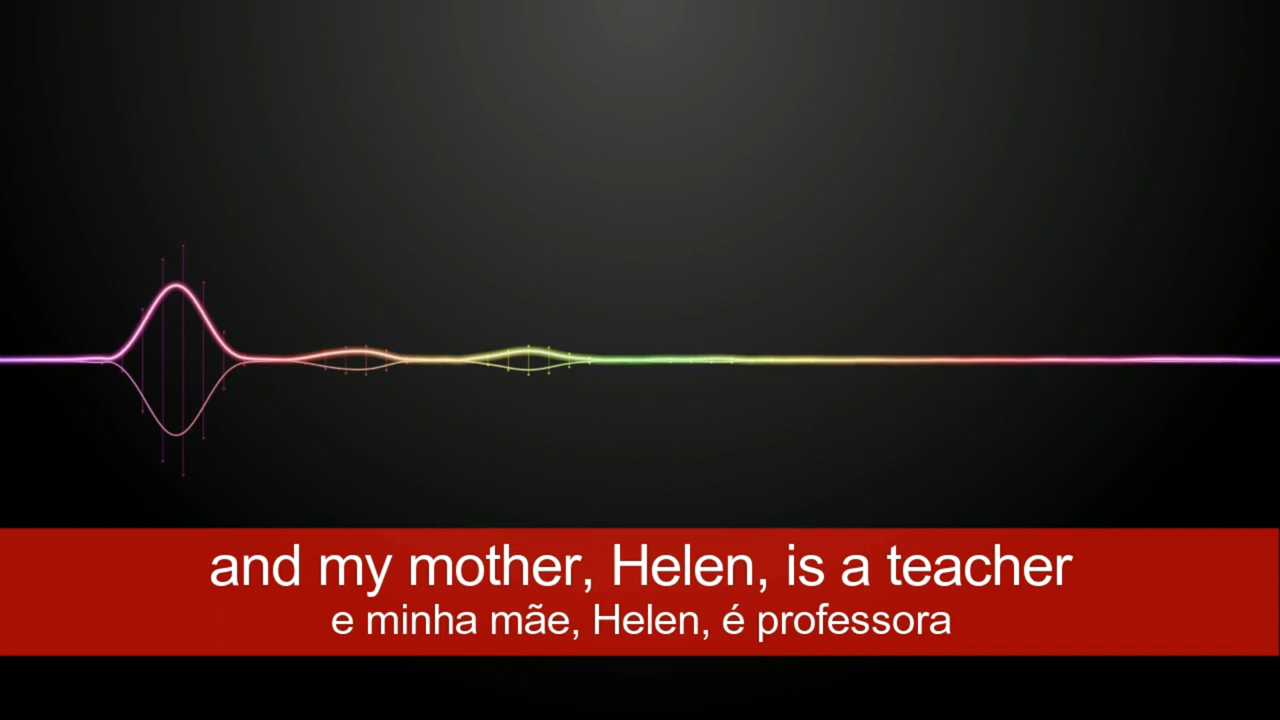 and my mother, Helen, is a teacher
e minha mãe, Helen, é professora